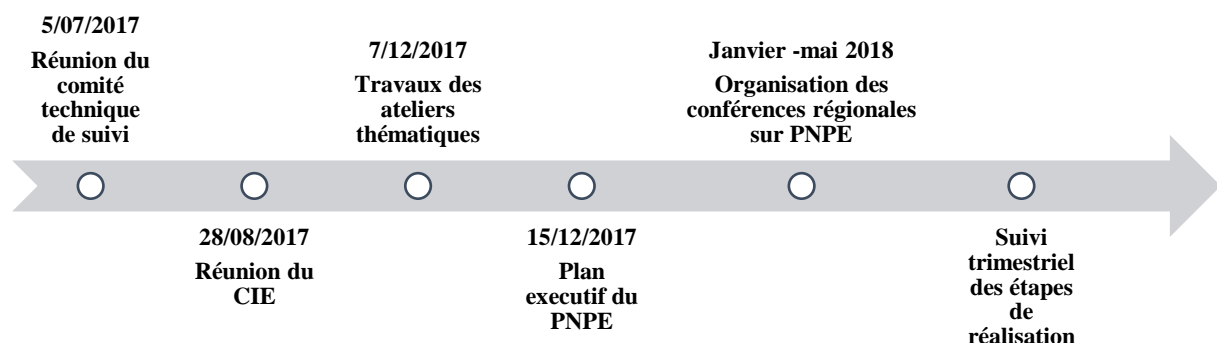 5/07/2017
Réunion du
comité
technique
de suivi
28/08/2017
Réunion du
CIE
7/12/2017
Travaux des
ateliers
thématiques
15/12/2017
Plan
executif du
PNPE
Janvier -mai 2018
Organisation des
conférences régionales
sur PNPE
Suivi
trimestriel
des étapes
de
réalisation